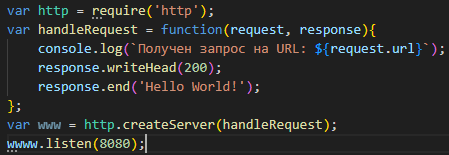 var http = require('http');
var handleRequest = function(request, response){
console.log(`Получен запрос на URL: ${request.url}`);
response.writeHead(200);
response.end('Hello World!');
};
var www = http.createServer(handleRequest);
wwww.listen(8080);